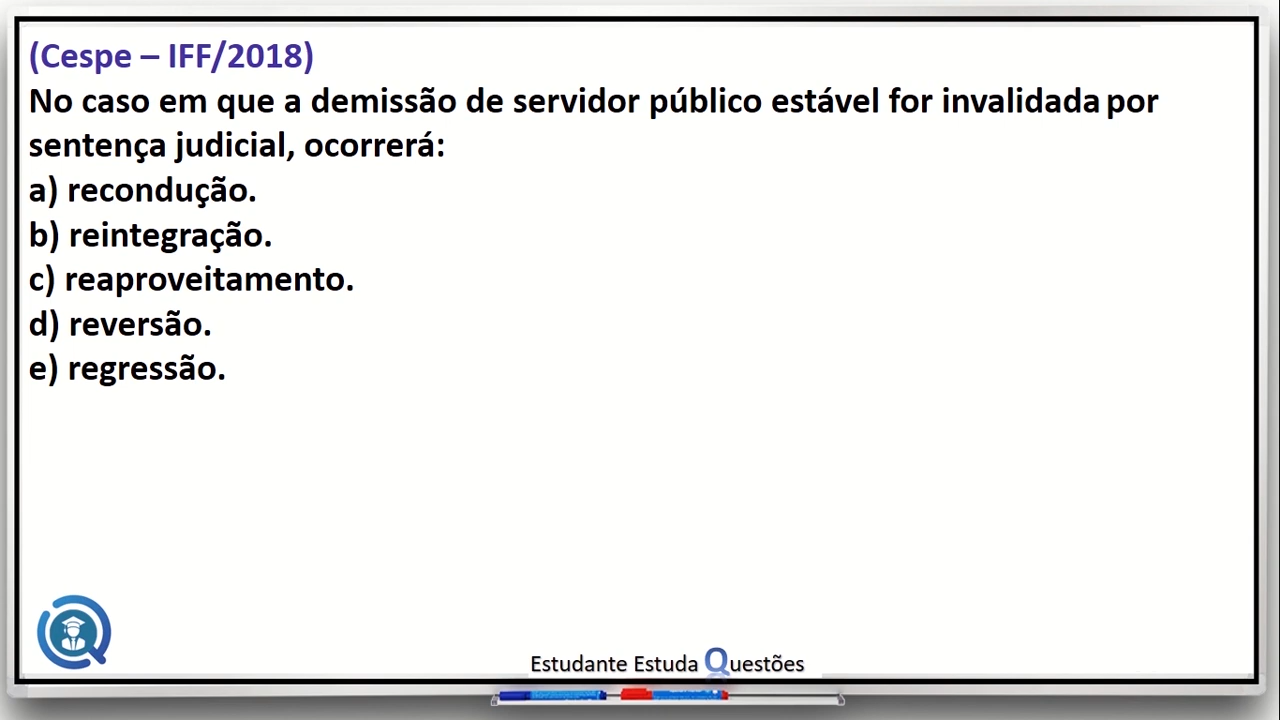 (Cespe – IFF/2018)
No caso em que a demissão de servidor público estável for invalidada por
sentença judicial, ocorrerá:
a) recondução.
b) reintegração.
c) reaproveitamento.
d) reversão.
e) regressão.
Estudante Estuda Questões